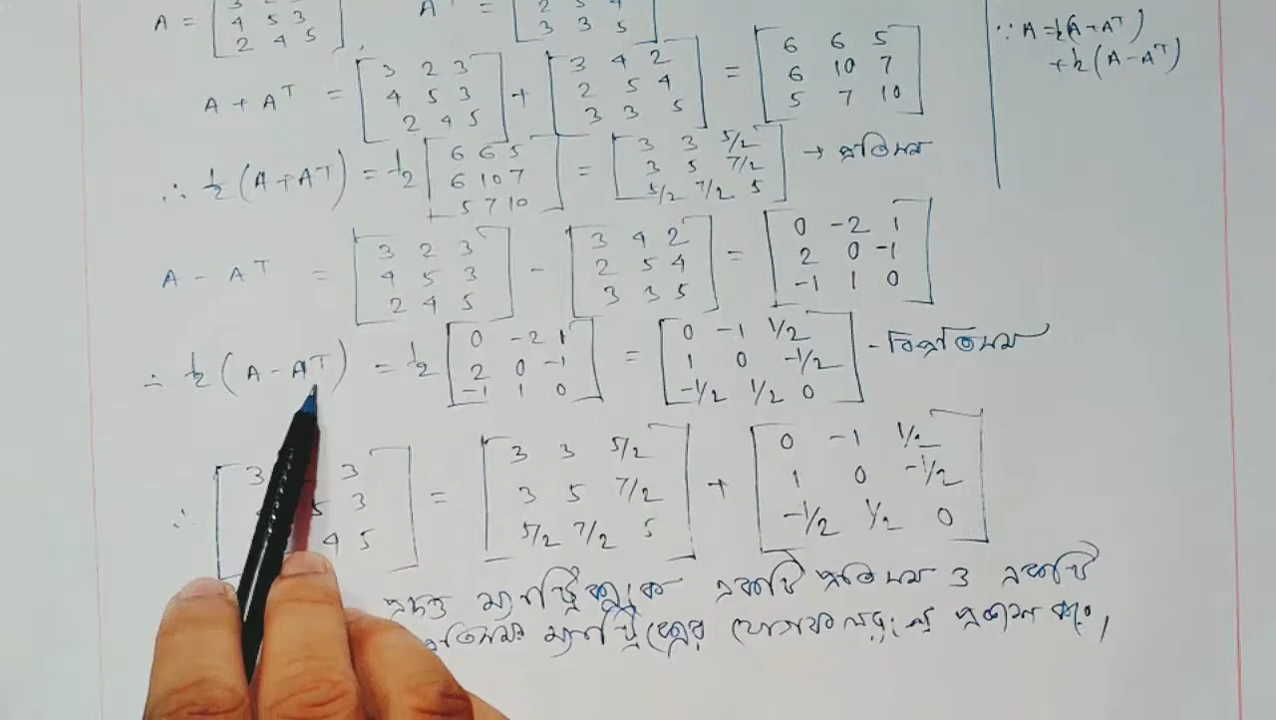 A = [ 3 2 3 4 5 3 2 4 5 ], Aᵀ = [ 2 5 4 3 3 5 ]
∵ A = ½(A+Aᵀ)
+ ½(A-Aᵀ)
A + Aᵀ = [ 3 2 3 4 5 3 2 4 5 ] + [ 3 4 2 2 5 4 3 3 5 ] = [ 6 6 5 6 10 7 5 7 10 ]
∴ ½(A+Aᵀ) = ½ [ 6 6 5 6 10 7 5 7 10 ] = [ 3 3 5/2 3 5 7/2 5/2 7/2 5 ] → প্রতিসম
A - Aᵀ = [ 3 2 3 4 5 3 2 4 5 ] - [ 3 4 2 2 5 4 3 3 5 ] = [ 0 -2 1 2 0 -1 -1 1 0 ]
∴ ½(A-Aᵀ) = ½ [ 0 -2 1 2 0 -1 -1 1 0 ] = [ 0 -1 1/2 1 0 -1/2 -1/2 1/2 0 ] - বিপ্রতিসম
∴ [ 3 3 5 3 4 5 ] = [ 3 3 5/2 3 5 7/2 5/2 7/2 5 ] + [ 0 -1 1/2 1 0 -1/2 -1/2 1/2 0 ]
প্রদত্ত ম্যাট্রিক্সকে একটি প্রতিসম ও একটি
ম্যাট্রিক্সের যোগফল প্রকাশ